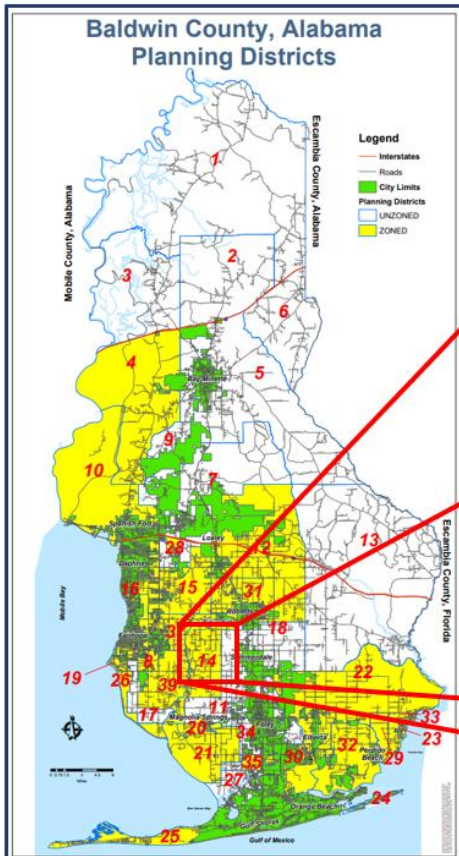 Baldwin County, Alabama
Planning Districts
Mobile County, Alabama
Escambia County, Alabama
Legend
Interstates
Roads
City Limits
Planning Districts
UNZONED
ZONED
1
2
3
6
4
Bay Minette
5
9
10
7
Spanish Fort
Loxley
28
13
Daphne
16
15
31
Mobile Bay
Escambia County, Florida
18
Fairhope
8
14
19
26
39
22
17
11
Magnolia Springs
20
34
Foley
Elberta
33
23
21
35
30
32
Perdido
Beach
29
27
24
Orange Beach
Gulf Shores
25
Gulf of Mexico
Miles